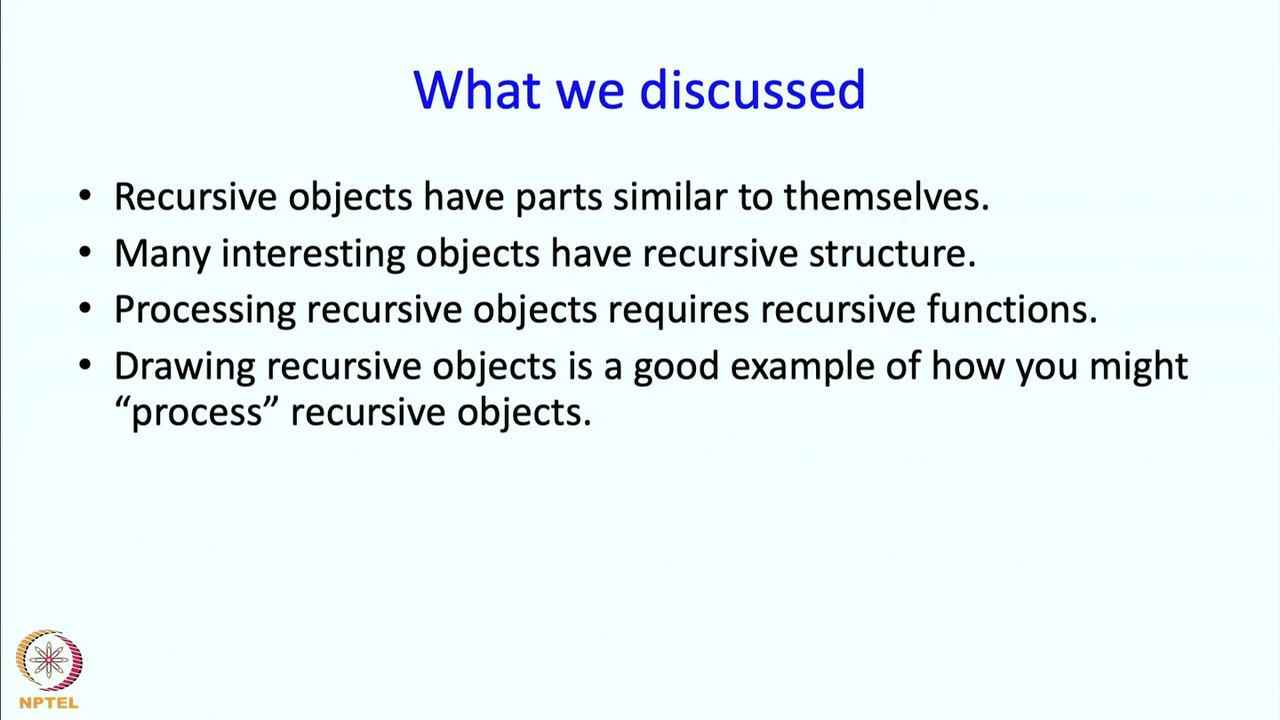 What we discussed
• Recursive objects have parts similar to themselves.
• Many interesting objects have recursive structure.
• Processing recursive objects requires recursive functions.
• Drawing recursive objects is a good example of how you might
“process” recursive objects.
NPTEL